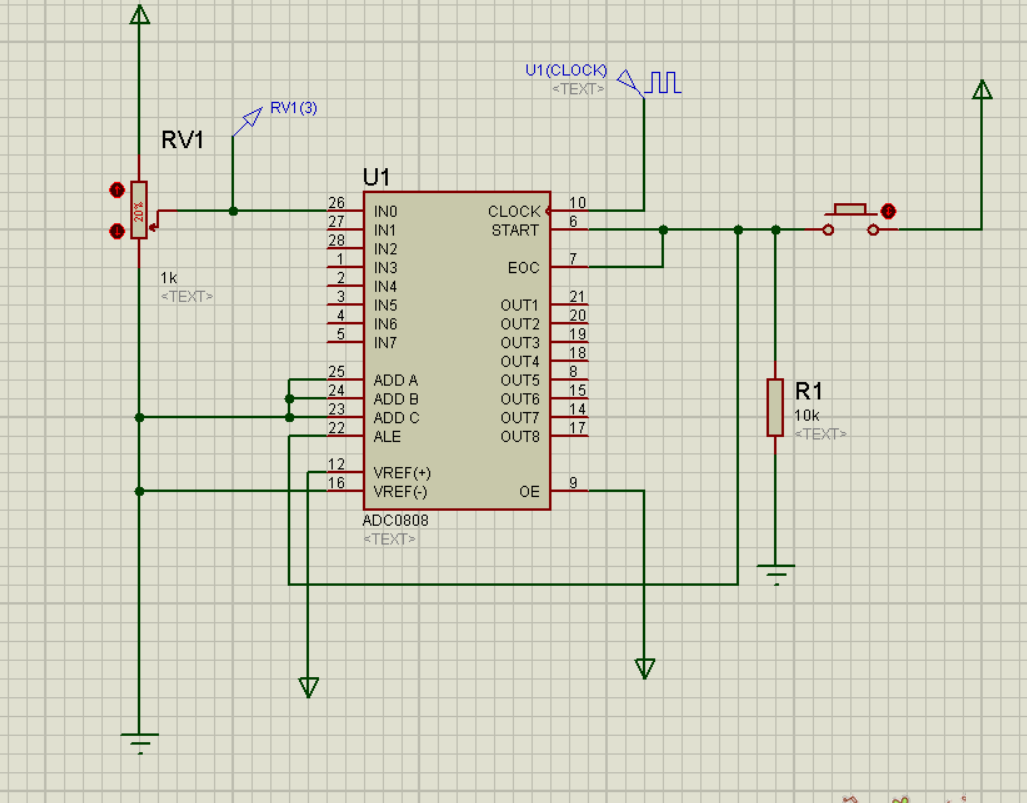 U1(CLOCK)
<TEXT>
RV1(3)
RV1
20%
1k
<TEXT>
U1
26 IN0
27 IN1
28 IN2
1 IN3
2 IN4
3 IN5
4 IN6
5 IN7
25 ADD A
24 ADD B
23 ADD C
22 ALE
12 VREF(+)
16 VREF(-)
CLOCK 10
START 6
EOC 7
OUT1 21
OUT2 20
OUT3 19
OUT4 18
OUT5 8
OUT6 15
OUT7 14
OUT8 17
OE 9
ADC0808
<TEXT>
R1
10k
<TEXT>